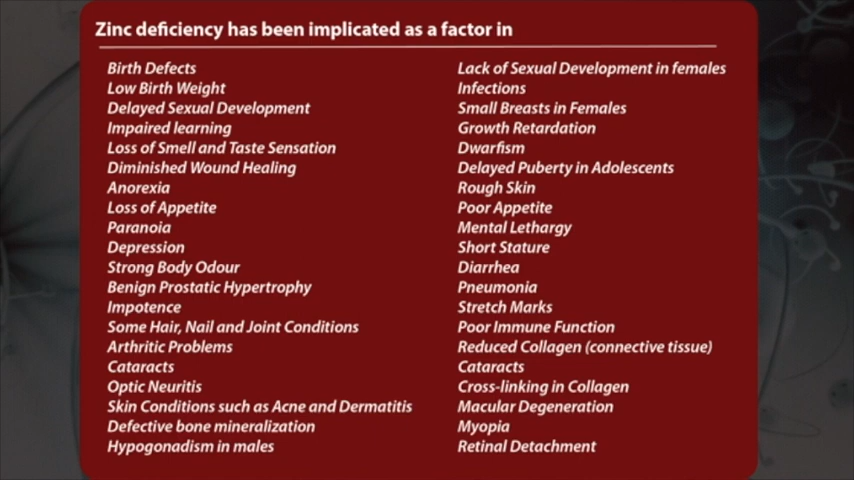 Zinc deficiency has been implicated as a factor in
Birth Defects
Low Birth Weight
Delayed Sexual Development
Impaired learning
Loss of Smell and Taste Sensation
Diminished Wound Healing
Anorexia
Loss of Appetite
Paranoia
Depression
Strong Body Odour
Benign Prostatic Hypertrophy
Impotence
Some Hair, Nail and Joint Conditions
Arthritic Problems
Cataracts
Optic Neuritis
Skin Conditions such as Acne and Dermatitis
Defective bone mineralization
Hypogonadism in males
Lack of Sexual Development in females
Infections
Small Breasts in Females
Growth Retardation
Dwarfism
Delayed Puberty in Adolescents
Rough Skin
Poor Appetite
Mental Lethargy
Short Stature
Diarrhea
Pneumonia
Stretch Marks
Poor Immune Function
Reduced Collagen (connective tissue)
Cataracts
Cross-linking in Collagen
Macular Degeneration
Myopia
Retinal Detachment